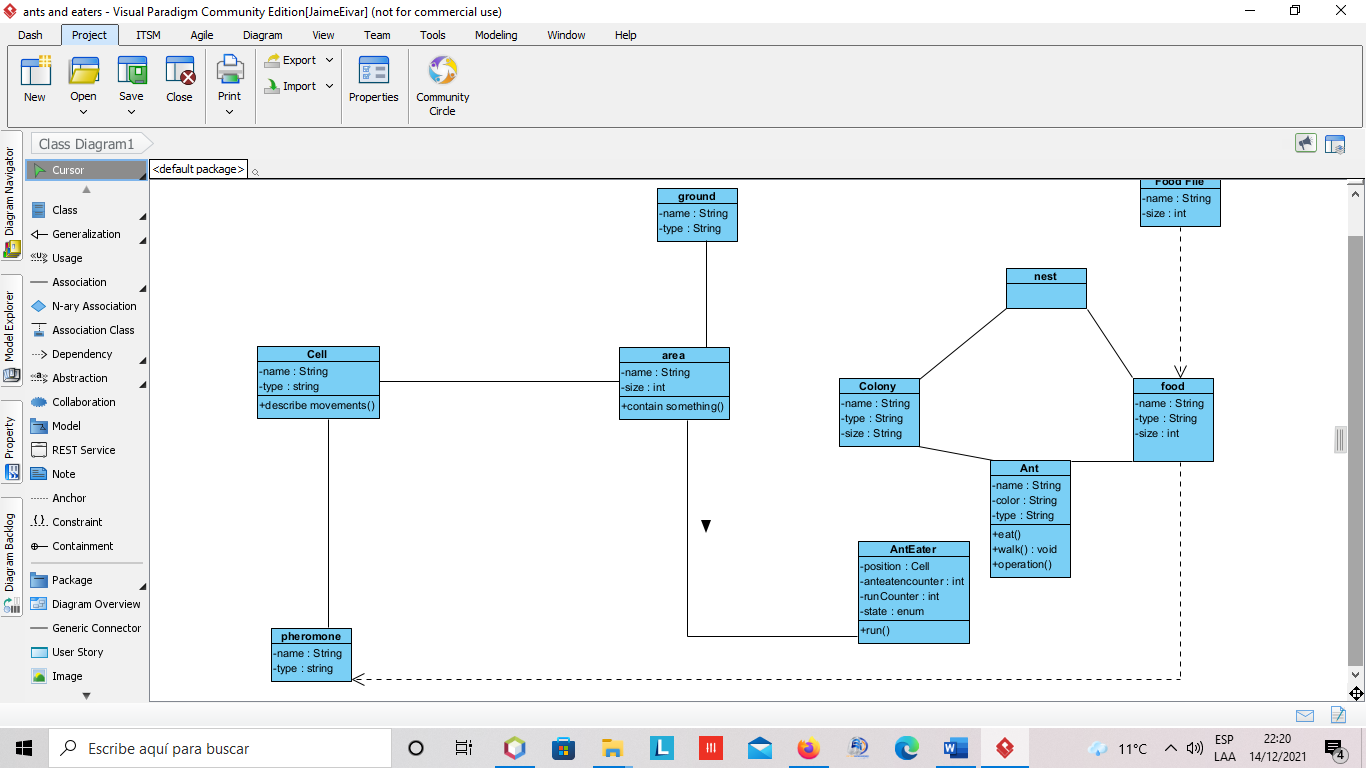 ants and eaters - Visual Paradigm Community Edition[JaimeEivar] (not for commercial use)
Dash Project ITSM Agile Diagram View Team Tools Modeling Window Help
New Open Save Close Print Export Import Properties Community Circle
Class Diagram1
Diagram Navigator
Model Explorer
Property
Diagram Backlog
Cursor
Class
Generalization
<<U>> Usage
Association
N-ary Association
Association Class
Dependency
<<a>> Abstraction
Collaboration
Model
REST Service
Note
Anchor
{} Constraint
Containment
Package
Diagram Overview
Generic Connector
User Story
Image
<default package>
ground
-name : String
-type : String
Food File
-name : String
-size : int
nest
Cell
-name : String
-type : string
+describe movements()
area
-name : String
-size : int
+contain something()
Colony
-name : String
-type : String
-size : String
food
-name : String
-type : String
-size : int
Ant
-name : String
-color : String
-type : String
+eat()
+walk() : void
+operation()
AntEater
-position : Cell
-anteatencounter : int
-runCounter : int
-state : enum
+run()
pheromone
-name : String
-type : string
Escribe aquí para buscar
L
W
11°C
ESP
LAA
22:20
14/12/2021
4